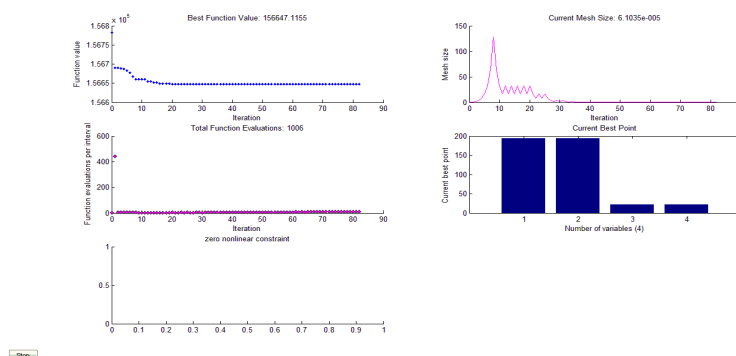 Best Function Value: 156647.1155
x 10^5
1.568
1.5675
1.567
1.5665
1.566
Function value
0 10 20 30 40 50 60 70 80 90
Iteration
Current Mesh Size: 6.1035e-005
150
100
50
0
Mesh size
0 10 20 30 40 50 60 70 80
Iteration
Total Function Evaluations: 1006
600
400
200
0
Function evaluations per interval
0 10 20 30 40 50 60 70 80 90
Iteration
Current Best Point
200
150
100
50
0
Current best point
1 2 3 4
Number of variables (4)
zero nonlinear constraint
1
0.5
0
0 0.1 0.2 0.3 0.4 0.5 0.6 0.7 0.8 0.9 1
Stop